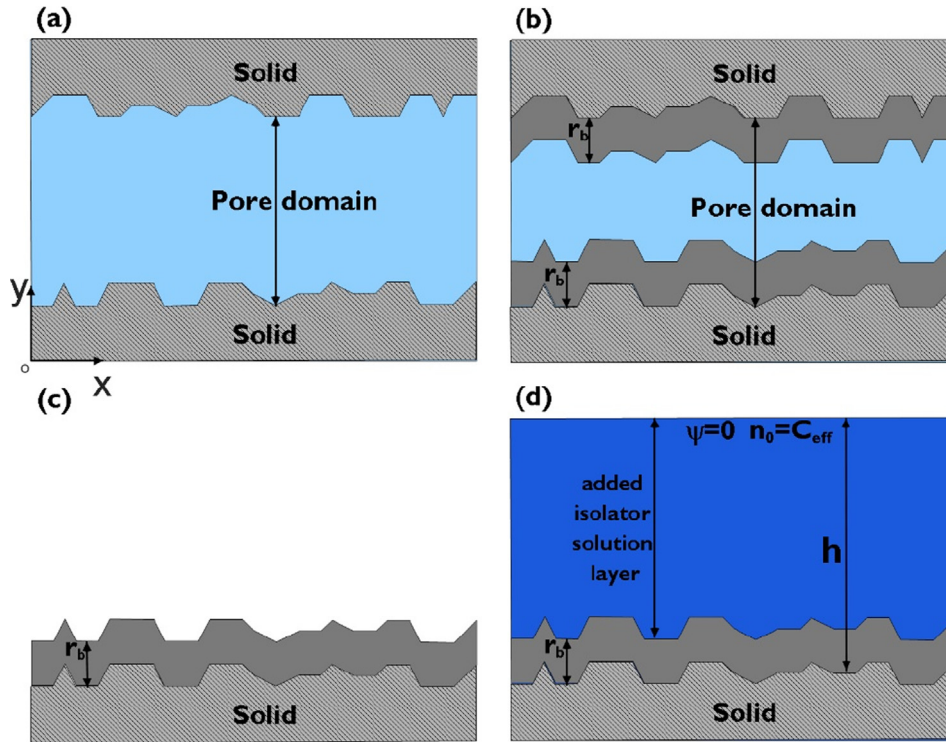 (a)
Solid
Pore domain
Solid
y
o
x
(b)
Solid
r_b
Pore domain
r_b
Solid
(c)
r_b
Solid
(d)
ψ=0 n_0=C_eff
added
isolator
solution
layer
h
r_b
Solid